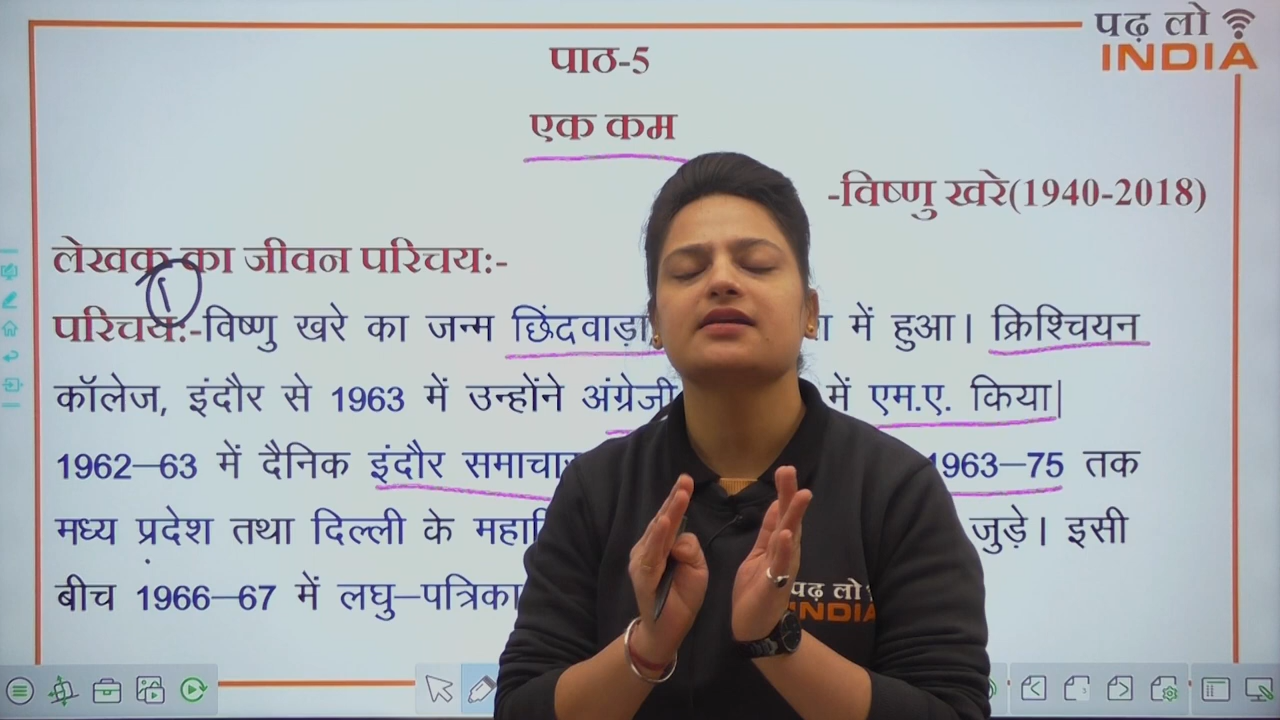 पढ़ लो
INDIA
पाठ-5
एक कम
-विष्णु खरे(1940-2018)
लेखक का जीवन परिचय:-
1
परिचय:-विष्णु खरे का जन्म छिंदवाड़ा में हुआ। क्रिश्चियन
कॉलेज, इंदौर से 1963 में उन्होंने अंग्रेजी में एम.ए. किया|
1962–63 में दैनिक इंदौर समाचार 1963–75 तक
मध्य प्रदेश तथा दिल्ली के जुड़े। इसी
बीच 1966–67 में लघु–पत्रिका
पढ़ लो
INDIA